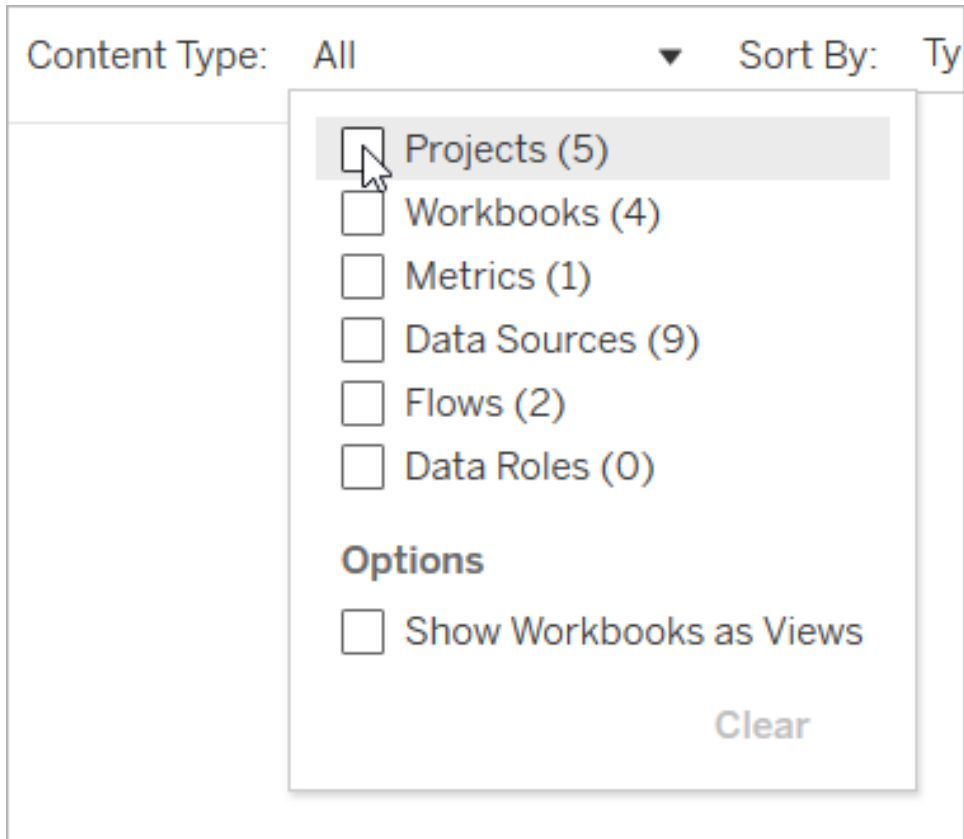 Content Type: All Sort By: Ty
Projects (5)
Workbooks (4)
Metrics (1)
Data Sources (9)
Flows (2)
Data Roles (0)
Options
Show Workbooks as Views
Clear